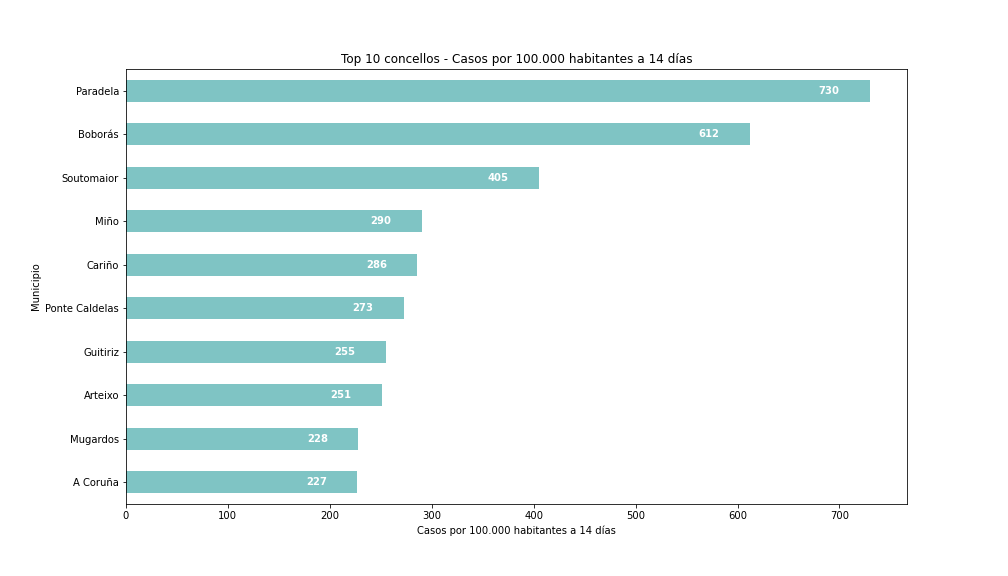 Top 10 concellos - Casos por 100.000 habitantes a 14 días
Municipio
Paradela 730
Boborás 612
Soutomaior 405
Miño 290
Cariño 286
Ponte Caldelas 273
Guitiriz 255
Arteixo 251
Mugardos 228
A Coruña 227
0 100 200 300 400 500 600 700
Casos por 100.000 habitantes a 14 días